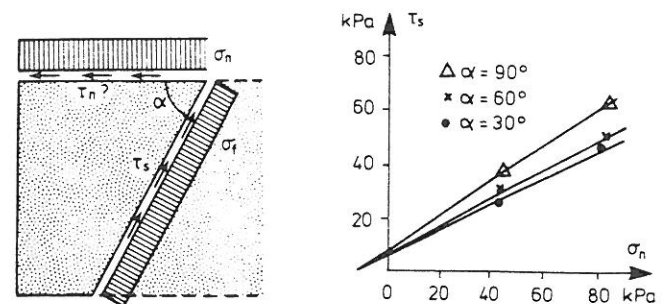 σn
τn ?
α
τs
σf
kPa τs
80
60
40
20
△ α = 90°
× α = 60°
● α = 30°
0 20 40 60 80
σn
kPa